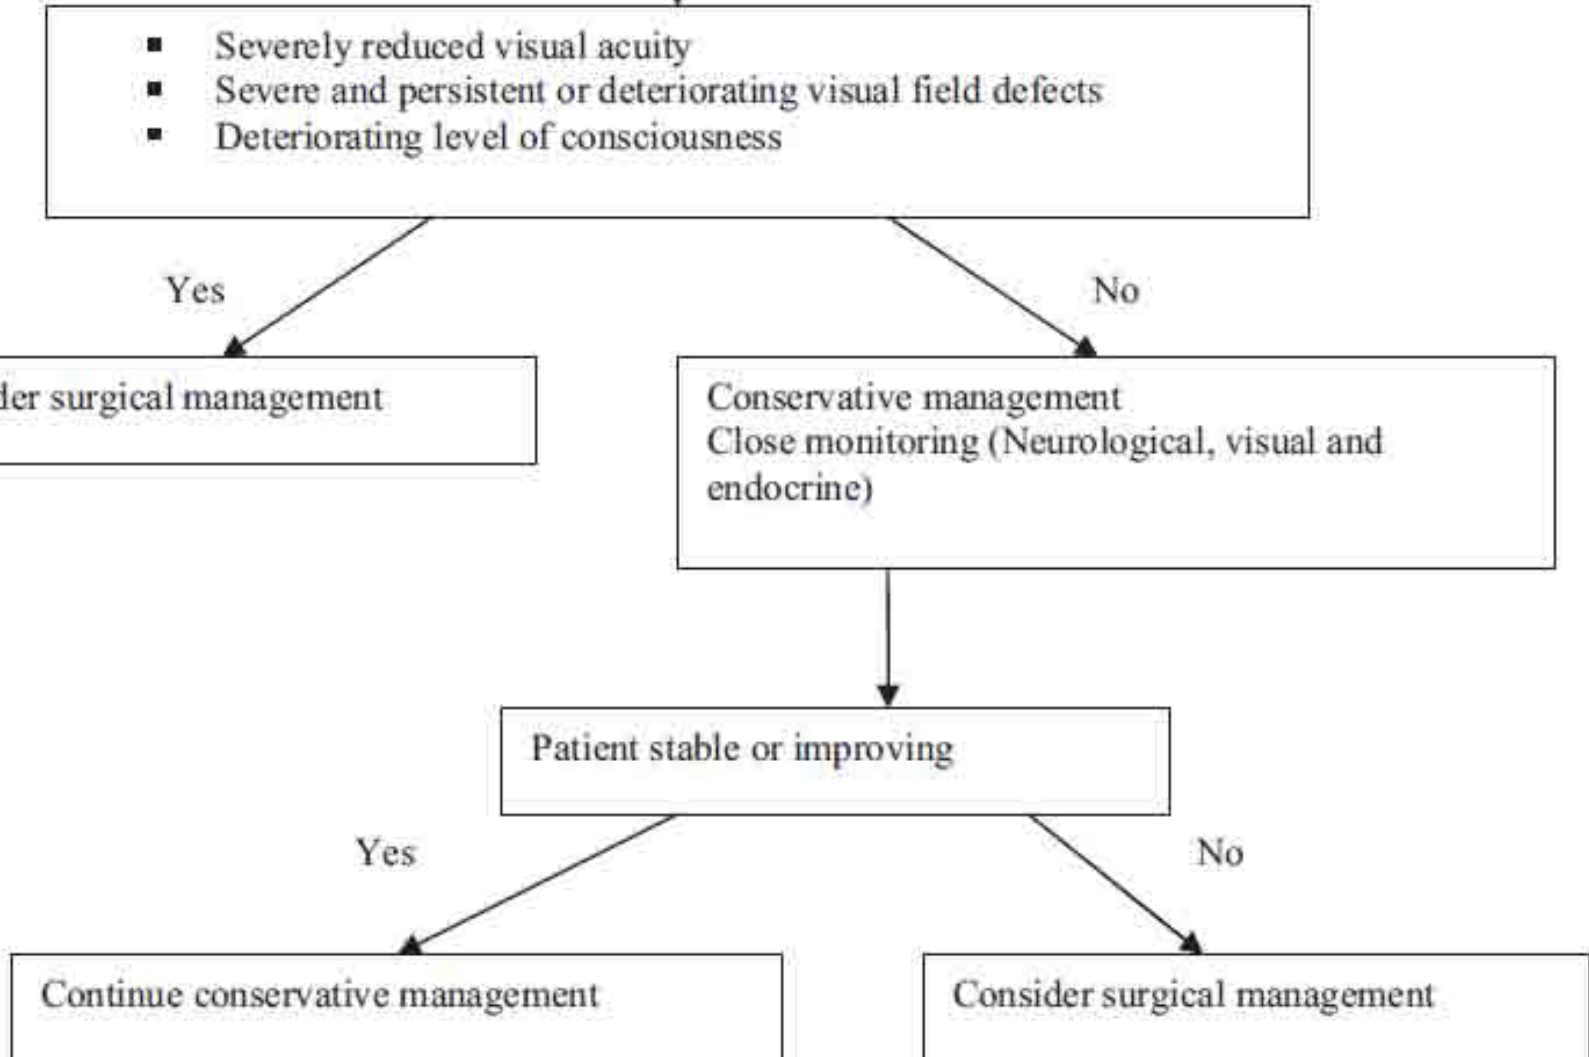 ▪ Severely reduced visual acuity
▪ Severe and persistent or deteriorating visual field defects
▪ Deteriorating level of consciousness
Yes
No
der surgical management
Conservative management
Close monitoring (Neurological, visual and
endocrine)
Patient stable or improving
Yes
No
Continue conservative management
Consider surgical management